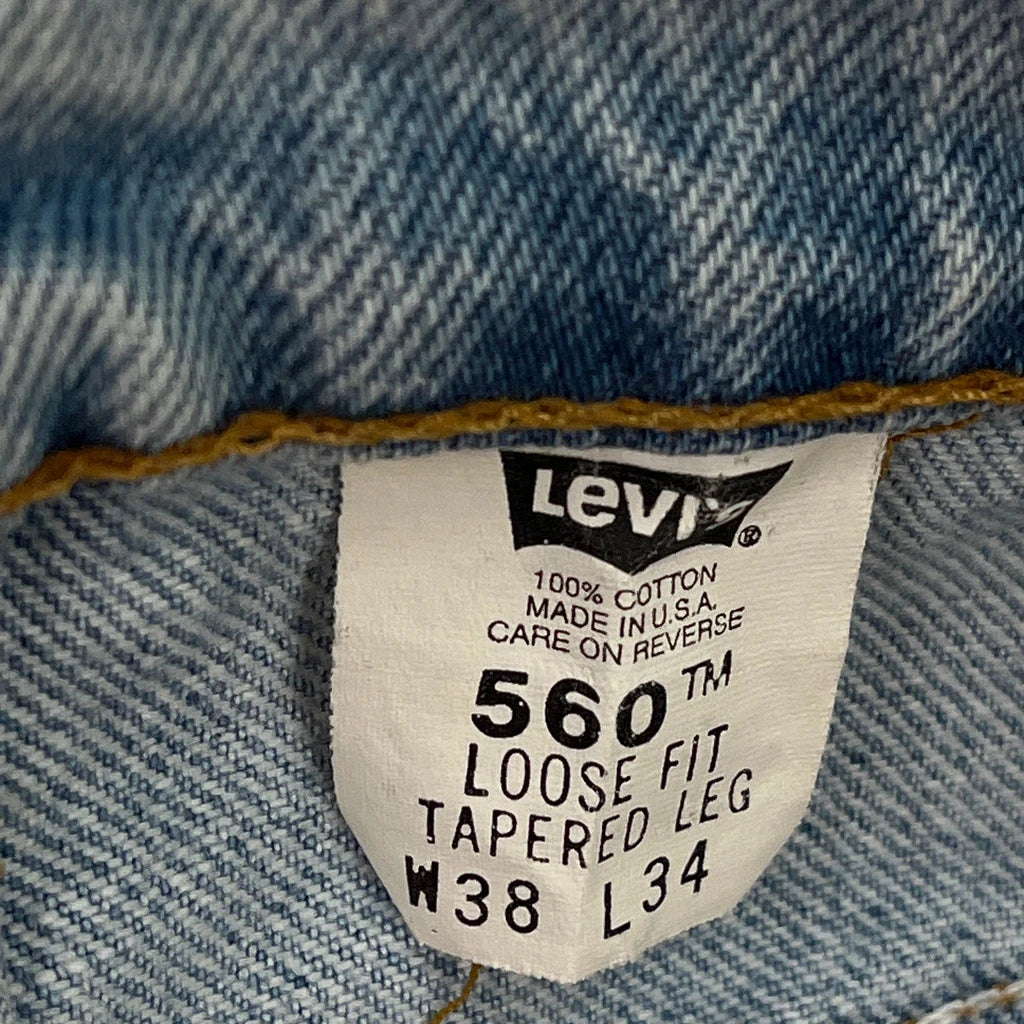 Levi's ®
100% COTTON
MADE IN U.S.A.
CARE ON REVERSE
560™
LOOSE FIT
TAPERED LEG
W38 L34